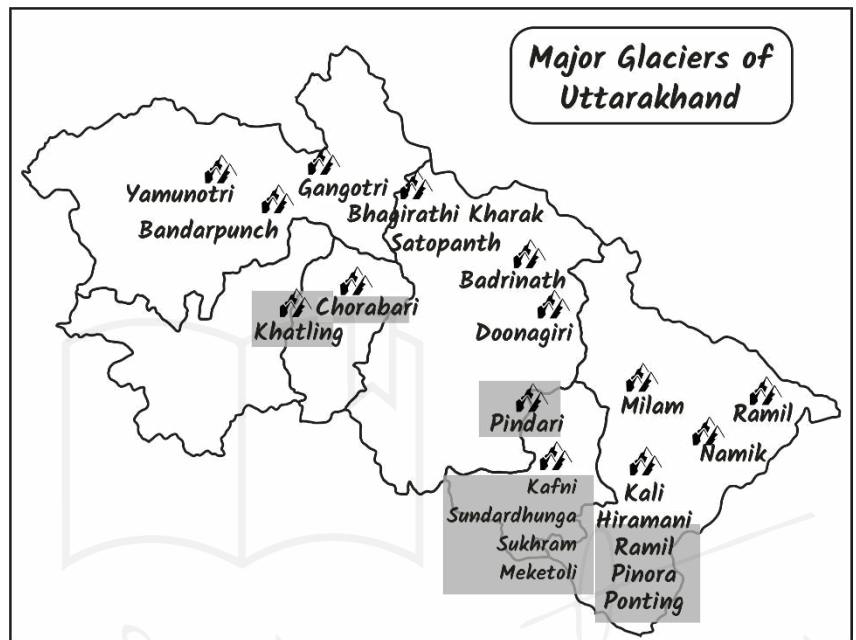 Major Glaciers of
Uttarakhand
Yamunotri
Gangotri
Bandarpunch
Bhagirathi Kharak
Satopanth
Badrinath
Chorabari
Khatling
Doonagiri
Pindari
Milam
Ramil
Namik
Kafni
Sundardhunga
Sukhram
Meketoli
Kali
Hiramani
Ramil
Pinora
Ponting